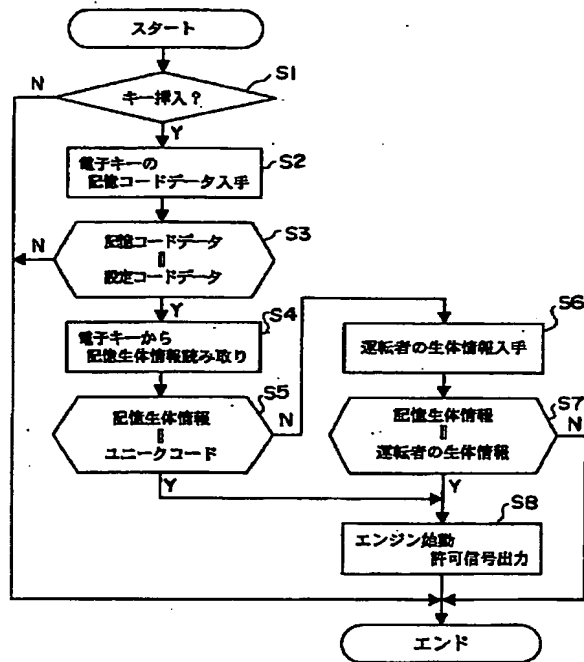 スタート
S1
N
キー挿入?
Y
S2
電子キーの
記憶コードデータ入手
S3
N
記憶コードデータ
∥
設定コードデータ
Y
S4
電子キーから
記憶生体情報読み取り
S5
記憶生体情報
∥
ユニークコード
N
Y
S6
運転者の生体情報入手
S7
記憶生体情報
∥
運転者の生体情報
N
Y
S8
エンジン始動
許可信号出力
エンド